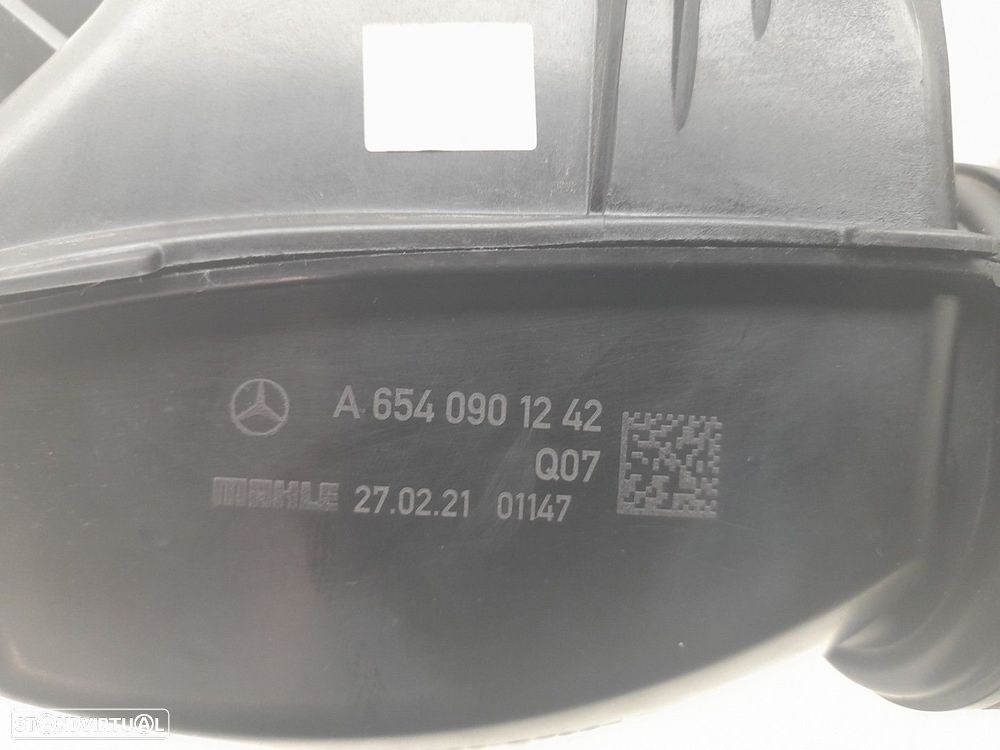 A 654 090 12 42
Q07
MAHLE 27.02.21 01147
STANDVIRTUAL